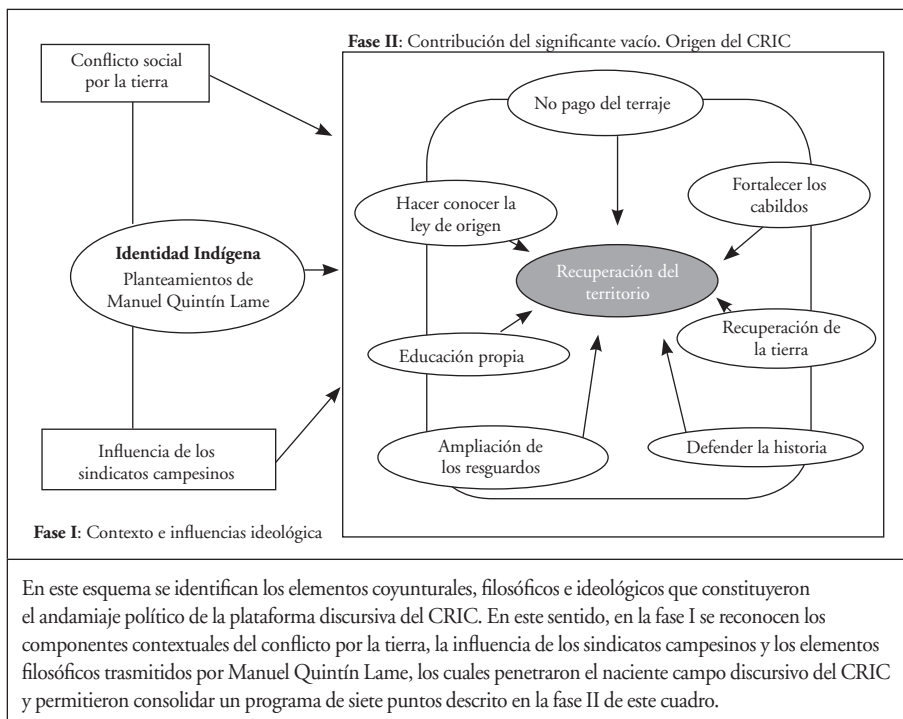 Fase II: Contribución del significante vacío. Origen del CRIC
Conflicto social
por la tierra
No pago del terraje
Hacer conocer la
ley de origen
Fortalecer los
cabildos
Identidad Indígena
Planteamientos de
Manuel Quintín Lame
Recuperación del
territorio
Recuperación de
la tierra
Educación propia
Influencia de los
sindicatos campesinos
Ampliación de
los resguardos
Defender la historia
Fase I: Contexto e influencias ideológica
En este esquema se identifican los elementos coyunturales, filosóficos e ideológicos que constituyeron
el andamiaje político de la plataforma discursiva del CRIC. En este sentido, en la fase I se reconocen los
componentes contextuales del conflicto por la tierra, la influencia de los sindicatos campesinos y los elementos
filosóficos trasmitidos por Manuel Quintín Lame, los cuales penetraron el naciente campo discursivo del CRIC
y permitieron consolidar un programa de siete puntos descrito en la fase II de este cuadro.